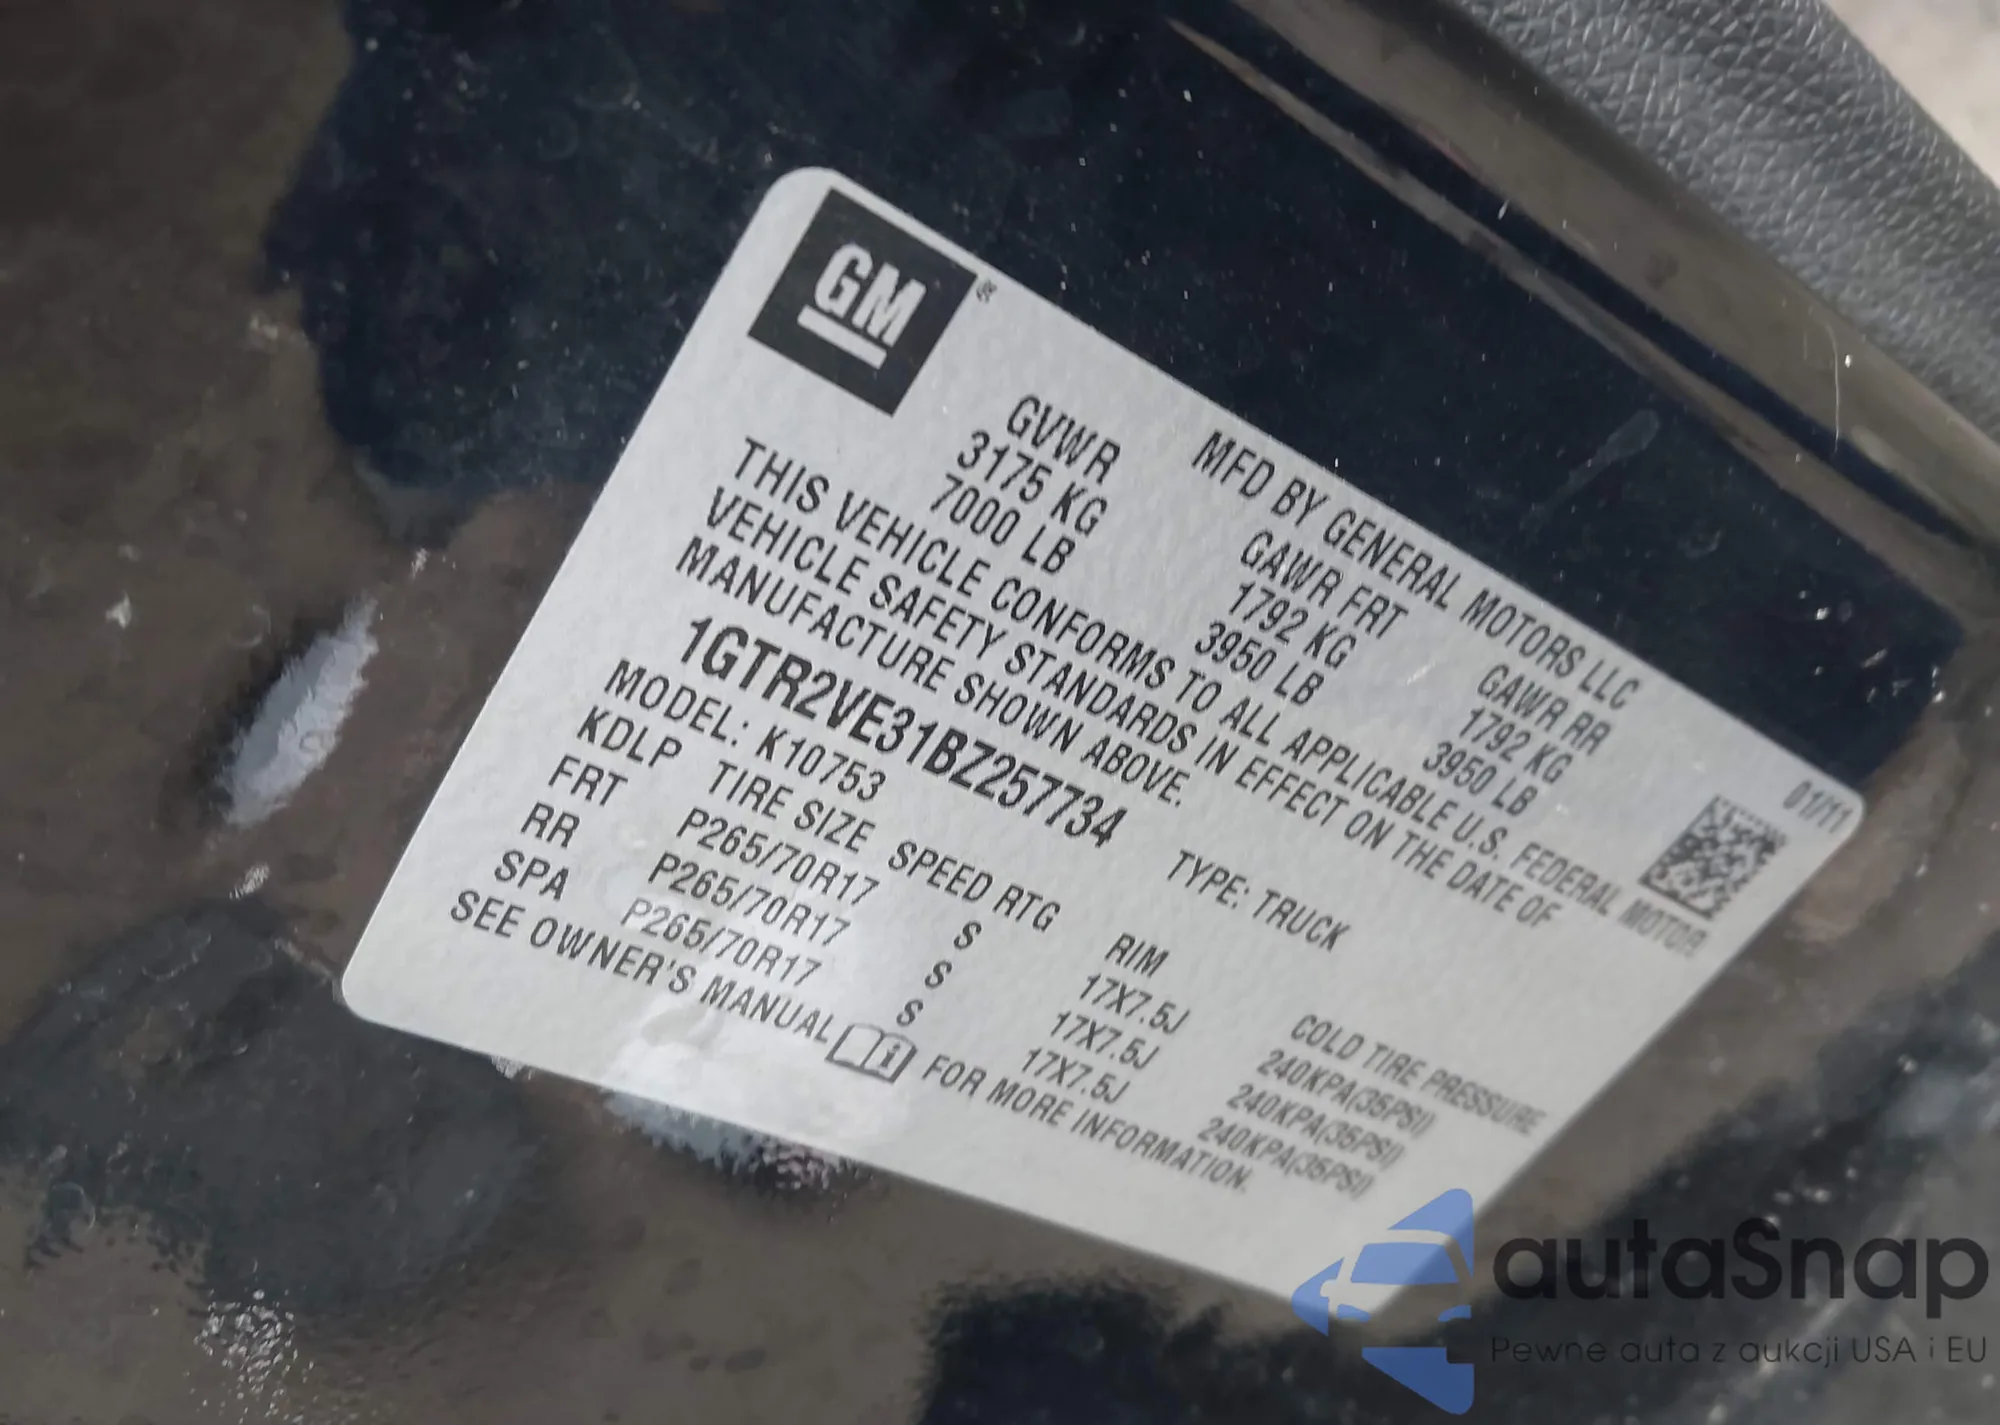 GM®
MFD BY GENERAL MOTORS LLC 01/11
GVWR GAWR FRT GAWR RR
3175 KG 1792 KG 1792 KG
7000 LB 3950 LB 3950 LB
THIS VEHICLE CONFORMS TO ALL APPLICABLE U.S. FEDERAL MOTOR
VEHICLE SAFETY STANDARDS IN EFFECT ON THE DATE OF
MANUFACTURE SHOWN ABOVE.
1GTR2VE31BZ257734 TYPE: TRUCK
MODEL: K10753
KDLP TIRE SIZE SPEED RTG RIM COLD TIRE PRESSURE
FRT P265/70R17 S 17X7.5J 240KPA(35PSI)
RR P265/70R17 S 17X7.5J 240KPA(35PSI)
SPA P265/70R17 S 17X7.5J 240KPA(35PSI)
SEE OWNER'S MANUAL i FOR MORE INFORMATION.
autaSnap
Pewne auta z aukcji USA i EU